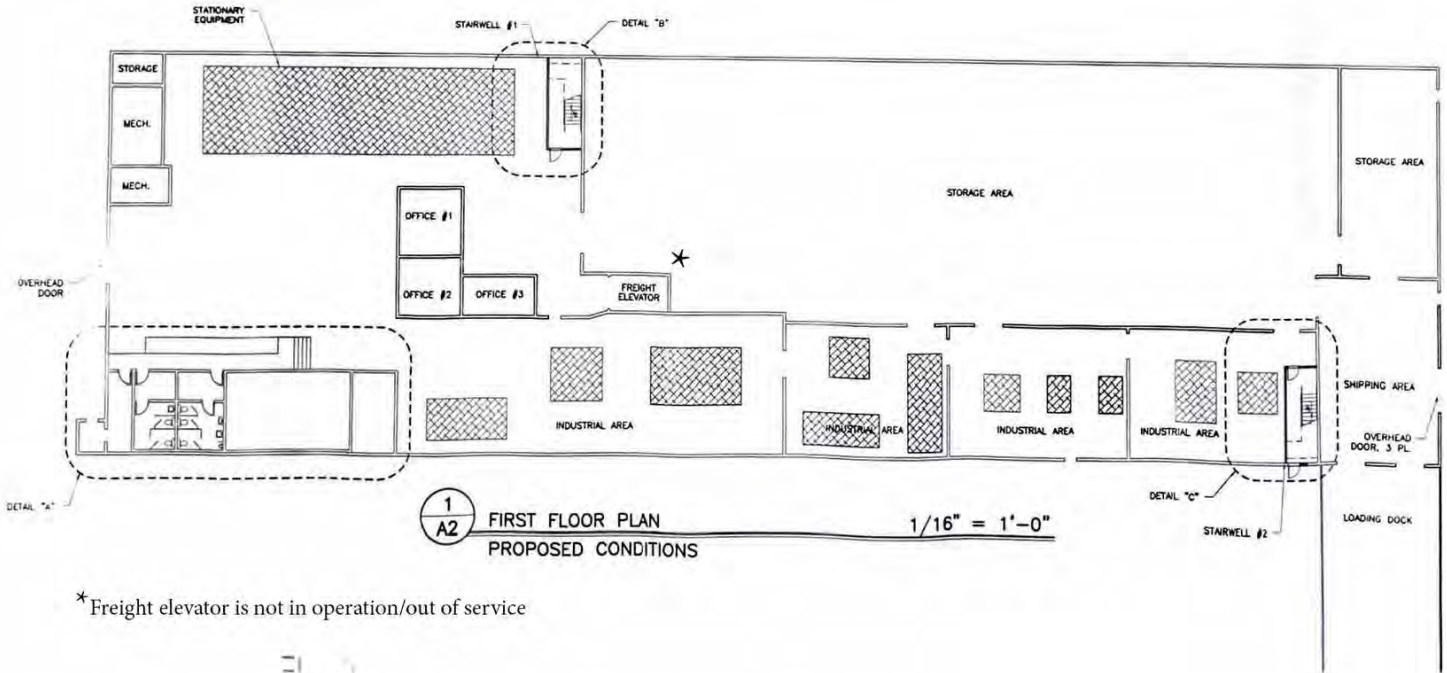 STATIONARY
EQUIPMENT
STAIRWELL #1
DETAIL "B"
STORAGE
MECH.
MECH.
STORAGE AREA
STORAGE AREA
OFFICE #1
OFFICE #2
OFFICE #3
*
FREIGHT
ELEVATOR
OVERHEAD
DOOR
INDUSTRIAL AREA
INDUSTRIAL AREA
INDUSTRIAL AREA
INDUSTRIAL AREA
SHIPPING AREA
OVERHEAD
DOOR, 3 PL.
DETAIL "A"
DETAIL "C"
STAIRWELL #2
LOADING DOCK
1
A2
FIRST FLOOR PLAN
1/16" = 1'-0"
PROPOSED CONDITIONS
*Freight elevator is not in operation/out of service